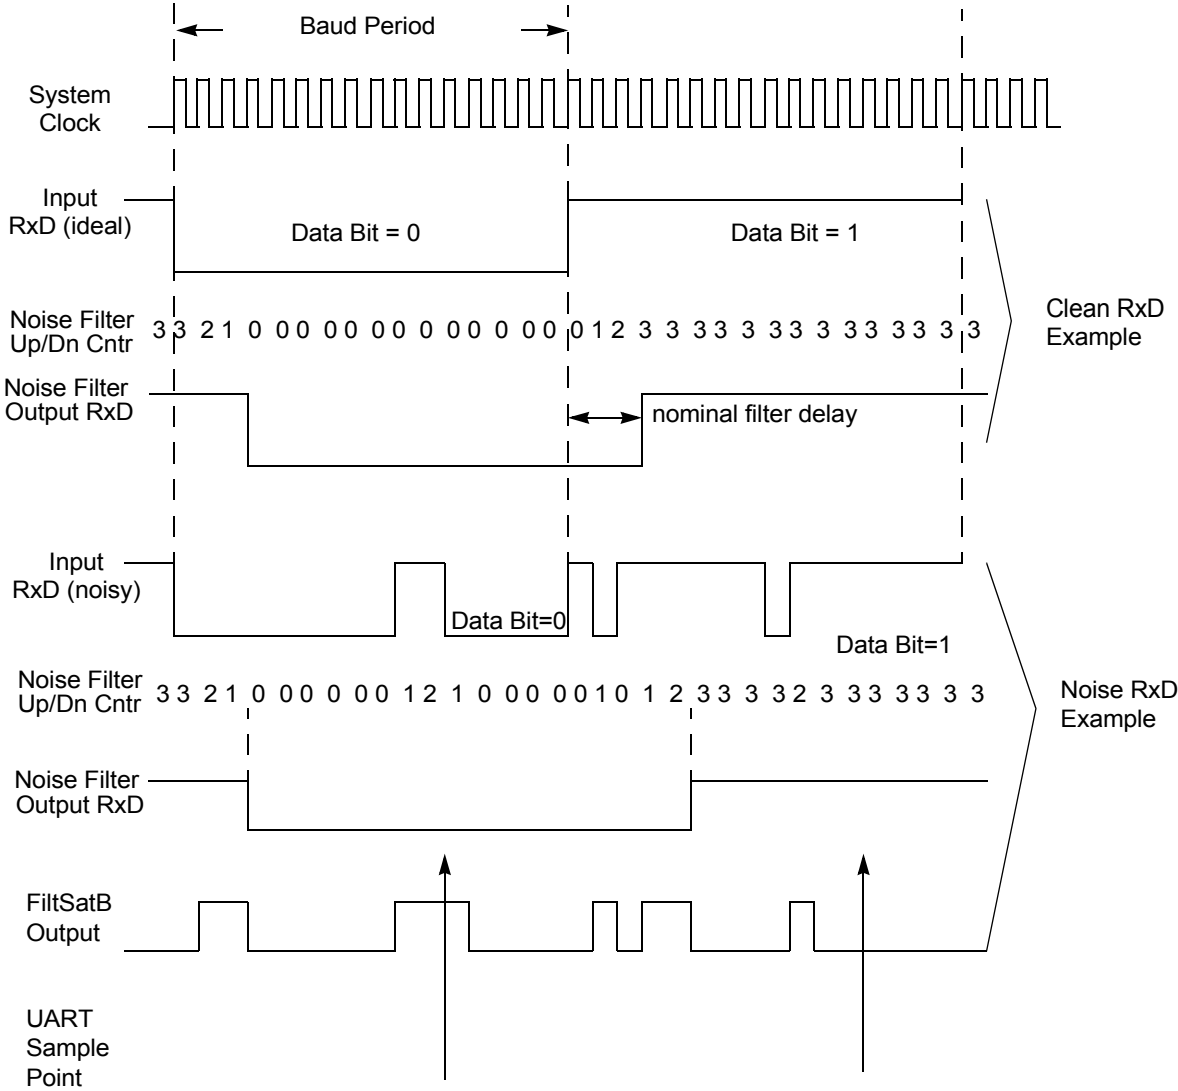 Baud Period
System
Clock
Input
RxD (ideal)
Data Bit = 0
Data Bit = 1
Noise Filter
Up/Dn Cntr
3 3 2 1 0 0 0 0 0 0 0 0 0 0 0 0 0 0 1 2 3 3 3 3 3 3 3 3 3 3 3 3 3 3
Clean RxD
Example
Noise Filter
Output RxD
nominal filter delay
Input
RxD (noisy)
Data Bit=0
Data Bit=1
Noise Filter
Up/Dn Cntr
3 3 2 1 0 0 0 0 0 0 1 2 1 0 0 0 0 0 1 0 1 2 3 3 3 3 2 3 3 3 3 3 3 3
Noise RxD
Example
Noise Filter
Output RxD
FiltSatB
Output
UART
Sample
Point